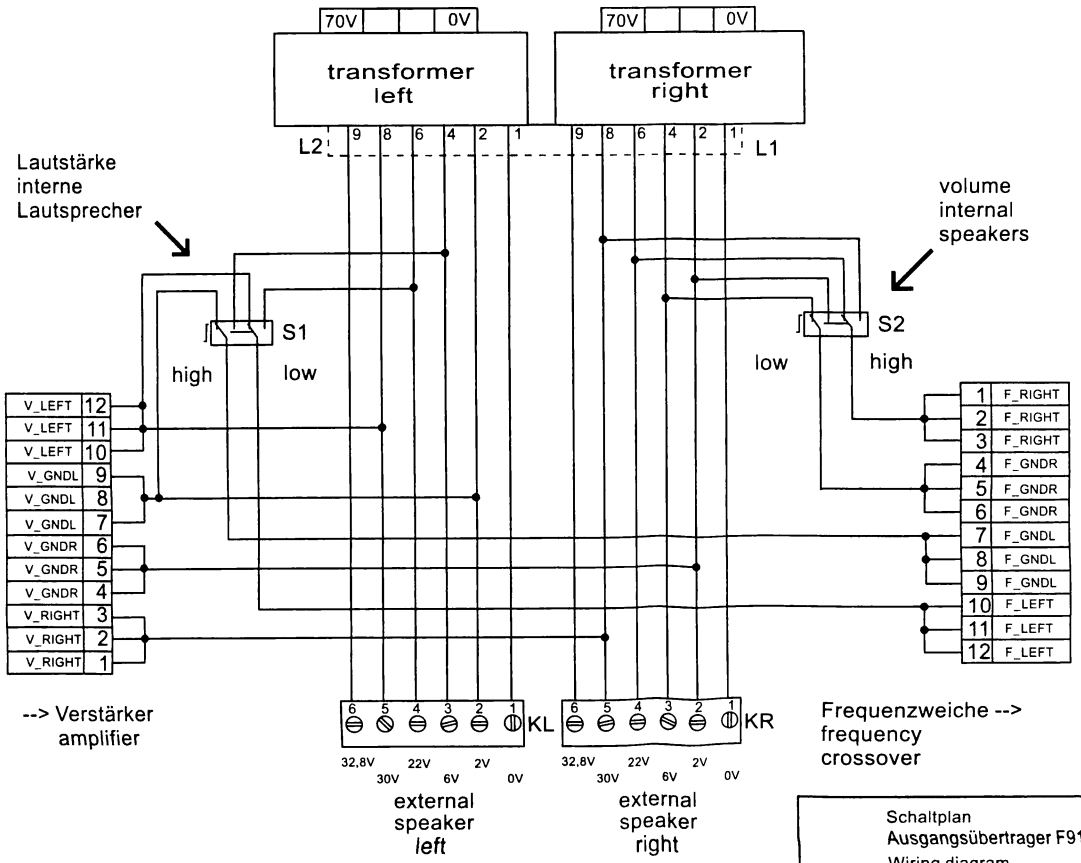 70V 0V
70V 0V
transformer
left
transformer
right
9 8 6 4 2 1
9 8 6 4 2 1
L2
L1
Lautstärke
interne
Lautsprecher
volume
internal
speakers
S1
S2
high
low
low
high
V_LEFT 12
V_LEFT 11
V_LEFT 10
V_GNDL 9
V_GNDL 8
V_GNDL 7
V_GNDR 6
V_GNDR 5
V_GNDR 4
V_RIGHT 3
V_RIGHT 2
V_RIGHT 1
1 F_RIGHT
2 F_RIGHT
3 F_RIGHT
4 F_GNDR
5 F_GNDR
6 F_GNDR
7 F_GNDL
8 F_GNDL
9 F_GNDL
10 F_LEFT
11 F_LEFT
12 F_LEFT
--> Verstärker
amplifier
6 5 4 3 2 1
KL
6 5 4 3 2 1
KR
32,8V 22V 2V
30V 6V 0V
32,8V 22V 2V
30V 6V 0V
external
speaker
left
external
speaker
right
Frequenzweiche -->
frequency
crossover
Schaltplan
Ausgangsübertrager F91
Wiring diagram